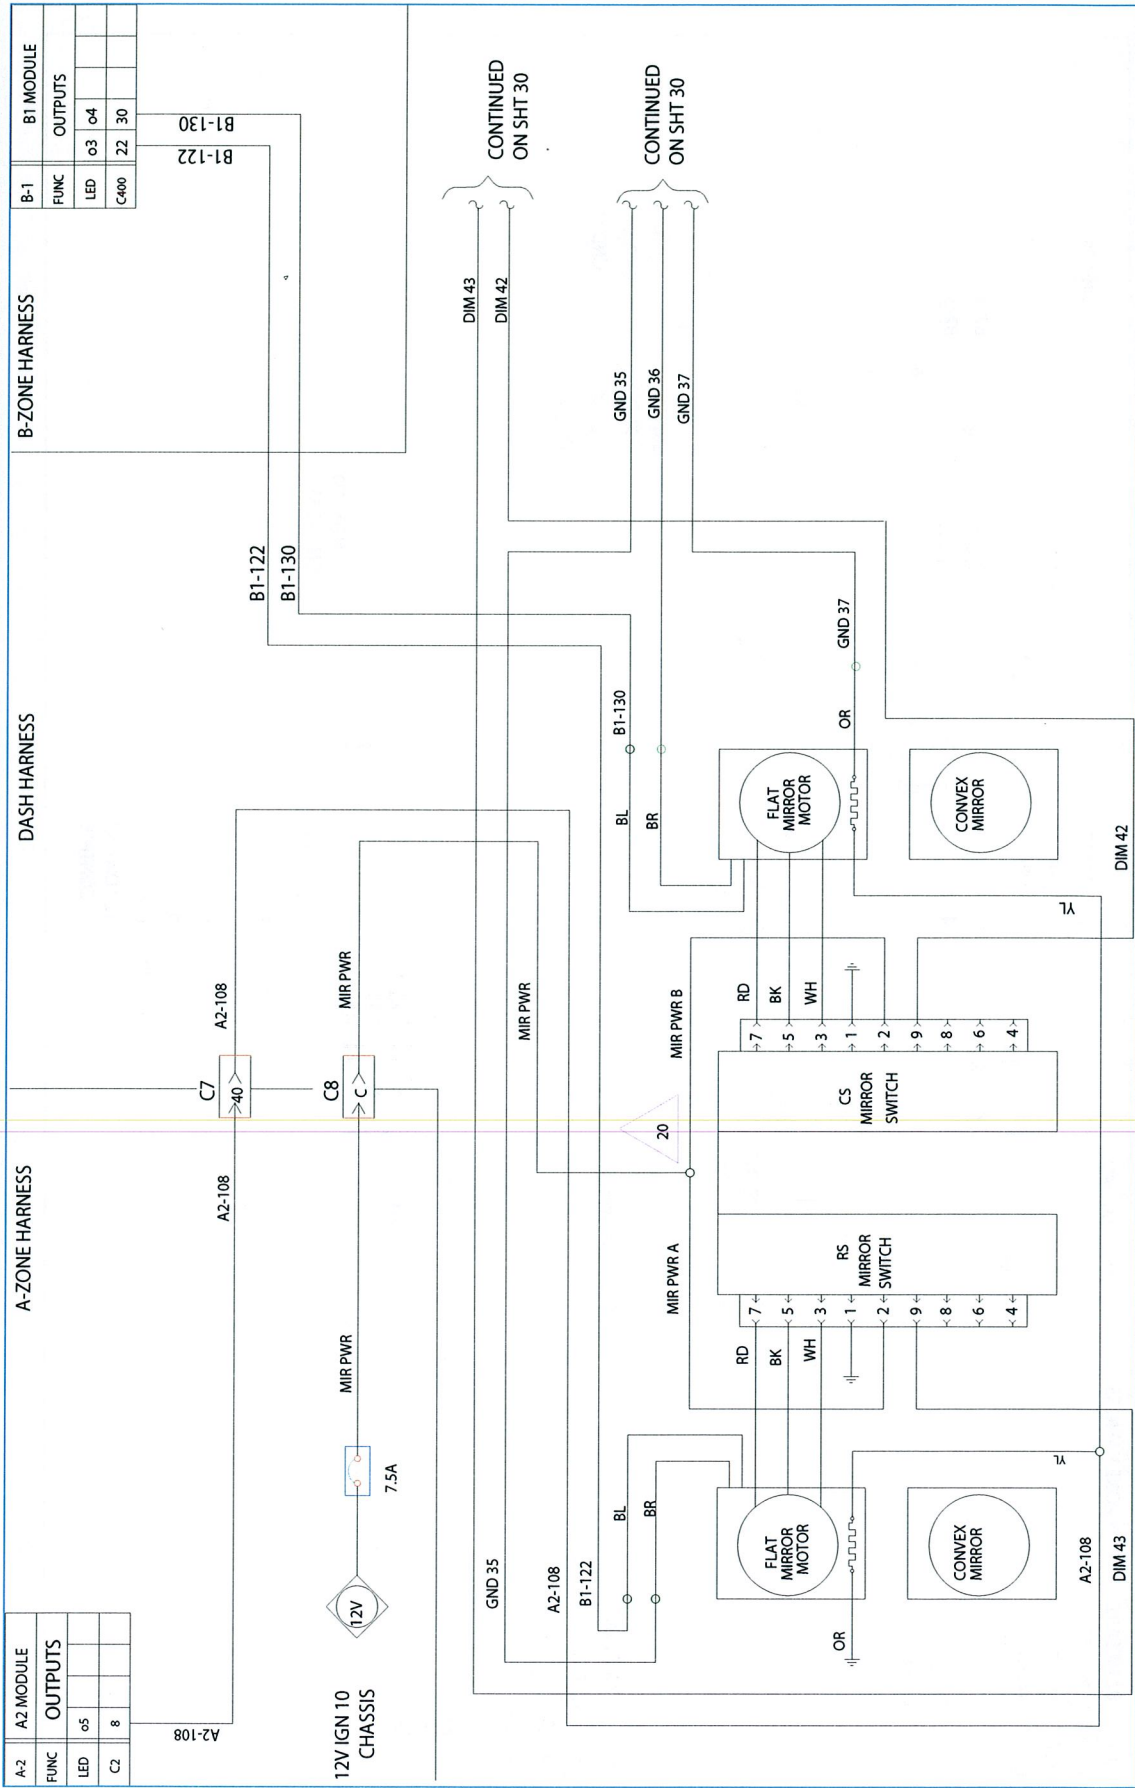 A-2 A2 MODULE
FUNC OUTPUTS
LED o5
C2 8
A2-108
A-ZONE HARNESS
DASH HARNESS
B-ZONE HARNESS
B-1 B1 MODULE
FUNC OUTPUTS
LED o3 o4
C400 22 30
B1-122
B1-130
A2-108
C7
40
A2-108
B1-122
B1-130
12V IGN 10
CHASSIS
12V
7.5A
MIR PWR
C8
C
MIR PWR
DIM 43
DIM 42
CONTINUED
ON SHT 30
GND 35
MIR PWR
A2-108
B1-122
GND 35
GND 36
GND 37
CONTINUED
ON SHT 30
BL
BR
MIR PWR A
20
MIR PWR B
BL
BR
B1-130
FLAT
MIRROR
MOTOR
OR
RD
BK
WH
7
5
3
1
2
9
8
6
4
RS
MIRROR
SWITCH
CS
MIRROR
SWITCH
7
5
3
1
2
9
8
6
4
RD
BK
WH
FLAT
MIRROR
MOTOR
OR
GND 37
CONVEX
MIRROR
YL
YL
CONVEX
MIRROR
A2-108
DIM 43
DIM 42